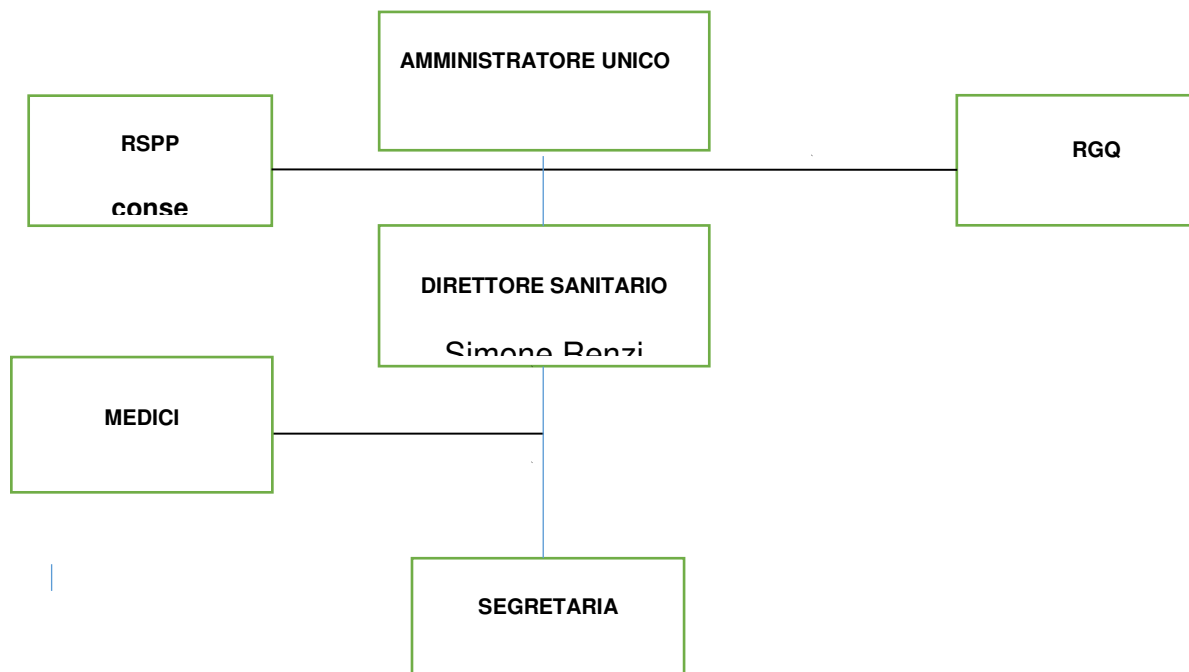 AMMINISTRATORE UNICO
RSPP
conse
RGQ
DIRETTORE SANITARIO
Simone Renzi
MEDICI
SEGRETARIA